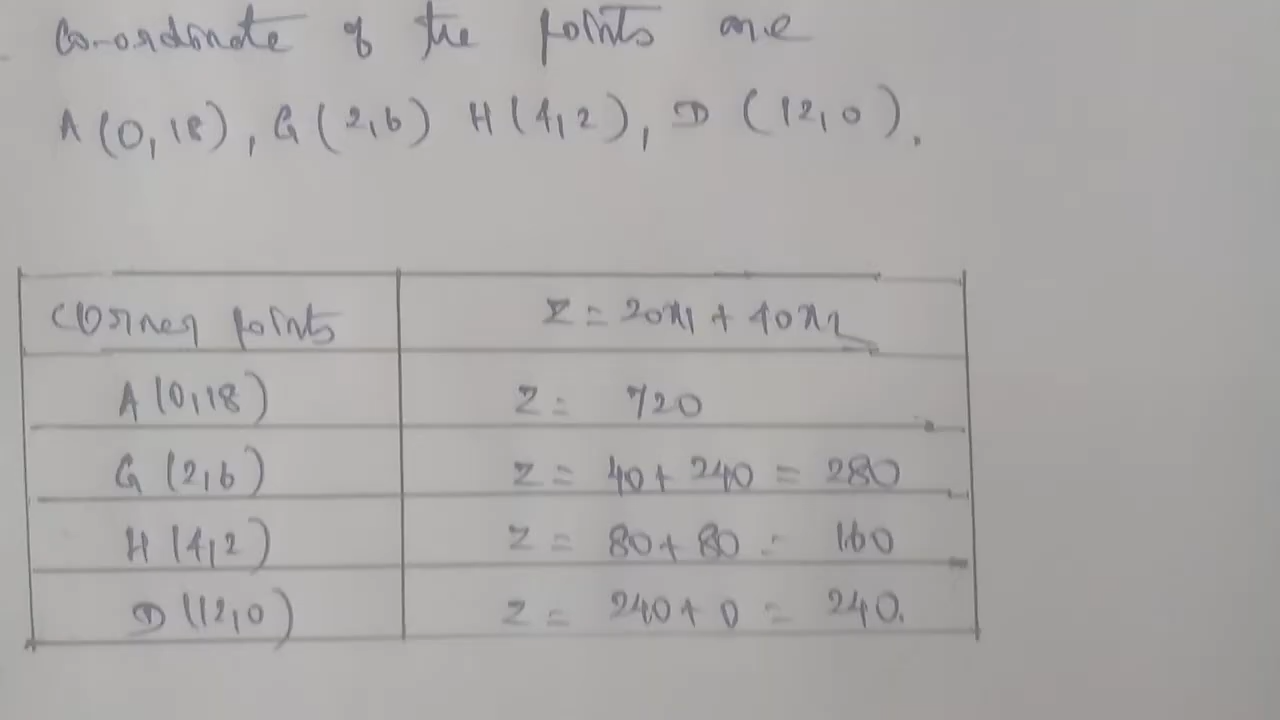 Co-ordinate of the points are
A(0,18), G(2,6) H(4,2), D (12,0).
Corner points Z = 20x1 + 40x2
A(0,18) Z = 720
G(2,6) Z = 40+240 = 280
H(4,2) Z = 80+80 = 160
D(12,0) Z = 240+0 = 240.